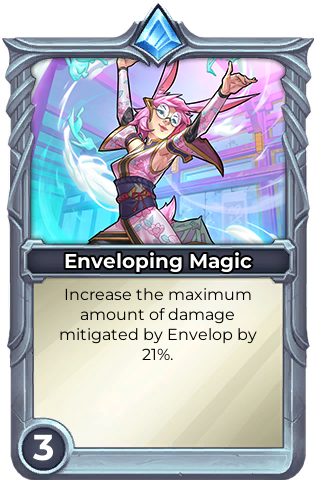 Enveloping Magic
Increase the maximum
amount of damage
mitigated by Envelop by
21%.
3